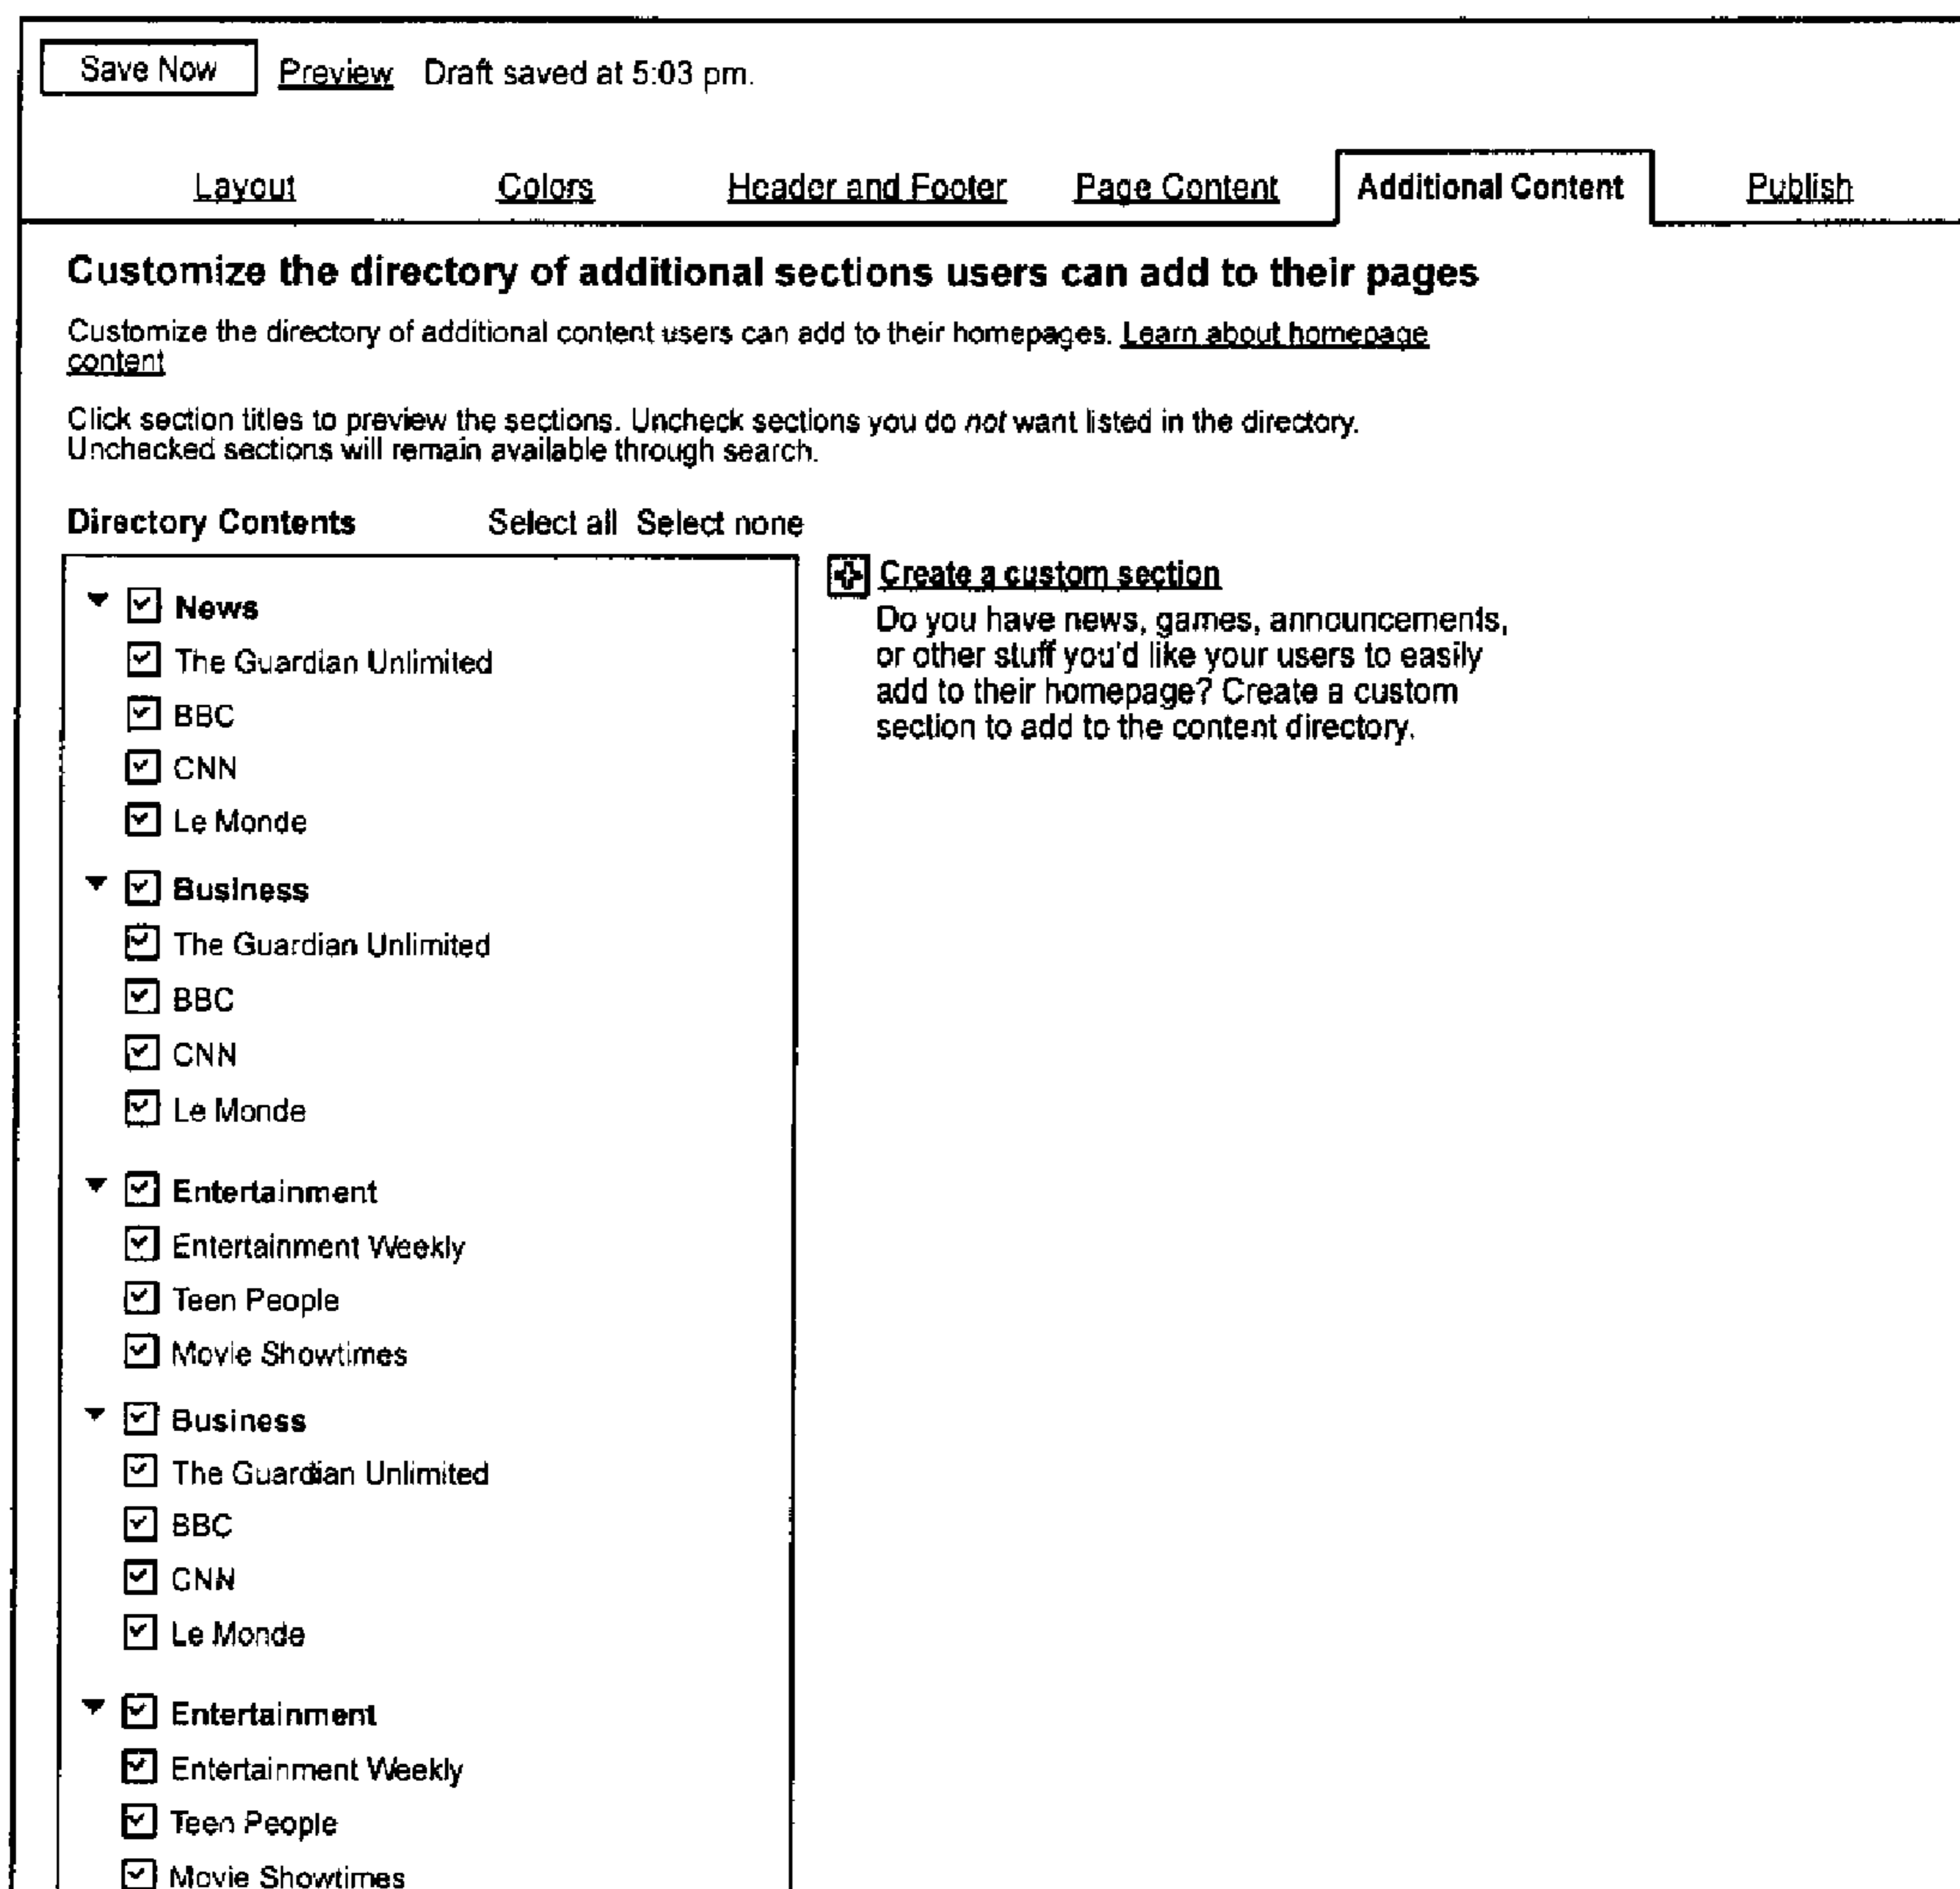 Save Now Preview Draft saved at 5:03 pm.
Layout Colors Header and Footer Page Content Additional Content Publish
Customize the directory of additional sections users can add to their pages
Customize the directory of additional content users can add to their homepages. Learn about homepage
content
Click section titles to preview the sections. Uncheck sections you do not want listed in the directory.
Unchecked sections will remain available through search.
Directory Contents Select all Select none
News
The Guardian Unlimited
BBC
CNN
Le Monde
Business
The Guardian Unlimited
BBC
CNN
Le Monde
Entertainment
Entertainment Weekly
Teen People
Movie Showtimes
Business
The Guardian Unlimited
BBC
CNN
Le Monde
Entertainment
Entertainment Weekly
Teen People
Movie Showtimes
Create a custom section
Do you have news, games, announcements,
or other stuff you'd like your users to easily
add to their homepage? Create a custom
section to add to the content directory.